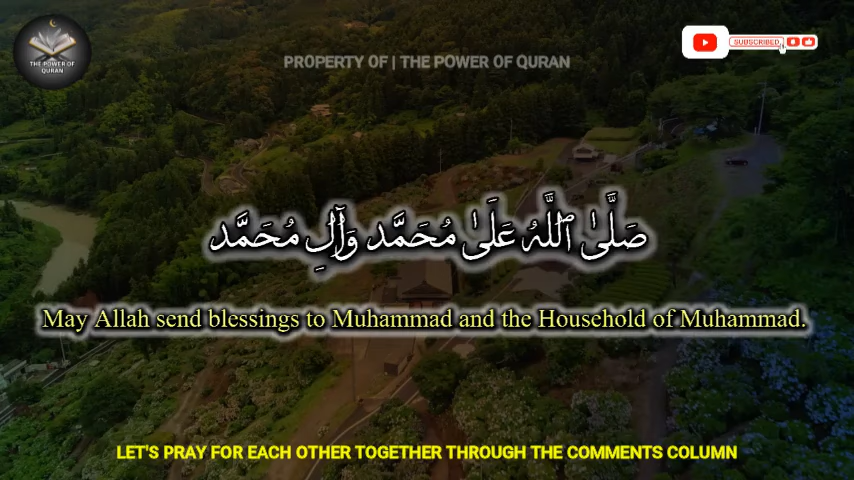 THE POWER OF
QURAN
PROPERTY OF | THE POWER OF QURAN
SUBSCRIBED
صَلَّىٰ ٱللَّهُ عَلَىٰ مُحَمَّد وَآلِ مُحَمَّد
May Allah send blessings to Muhammad and the Household of Muhammad.
LET'S PRAY FOR EACH OTHER TOGETHER THROUGH THE COMMENTS COLUMN